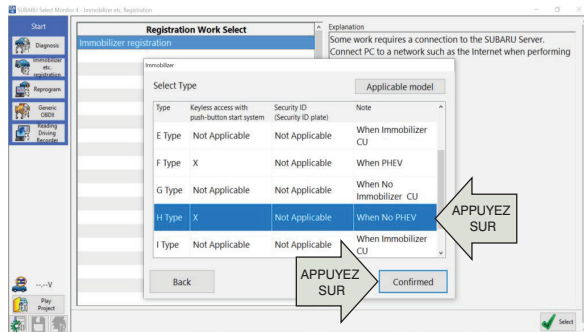 SUBARU Select Monitor 4 - Immobilizer etc. Registration
Start
Diagnosis
Immobilizer
etc.
registration
Reprogram
Generic
OBDII
Reading
Driving
Recorder
--.--V
Play
Project
Registration Work Select
Immobilizer registration
Explanation
Some work requires a connection to the SUBARU Server.
Connect PC to a network such as the Internet when performing
Immobilizer
Select Type
Applicable model
Type Keyless access with push-button start system Security ID (Security ID plate) Note
E Type Not Applicable Not Applicable When Immobilizer CU
F Type X Not Applicable When PHEV
G Type Not Applicable Not Applicable When No Immobilizer CU
H Type X Not Applicable When No PHEV
I Type Not Applicable Not Applicable When Immobilizer CU
APPUYEZ
SUR
APPUYEZ
SUR
Back
Confirmed
Select